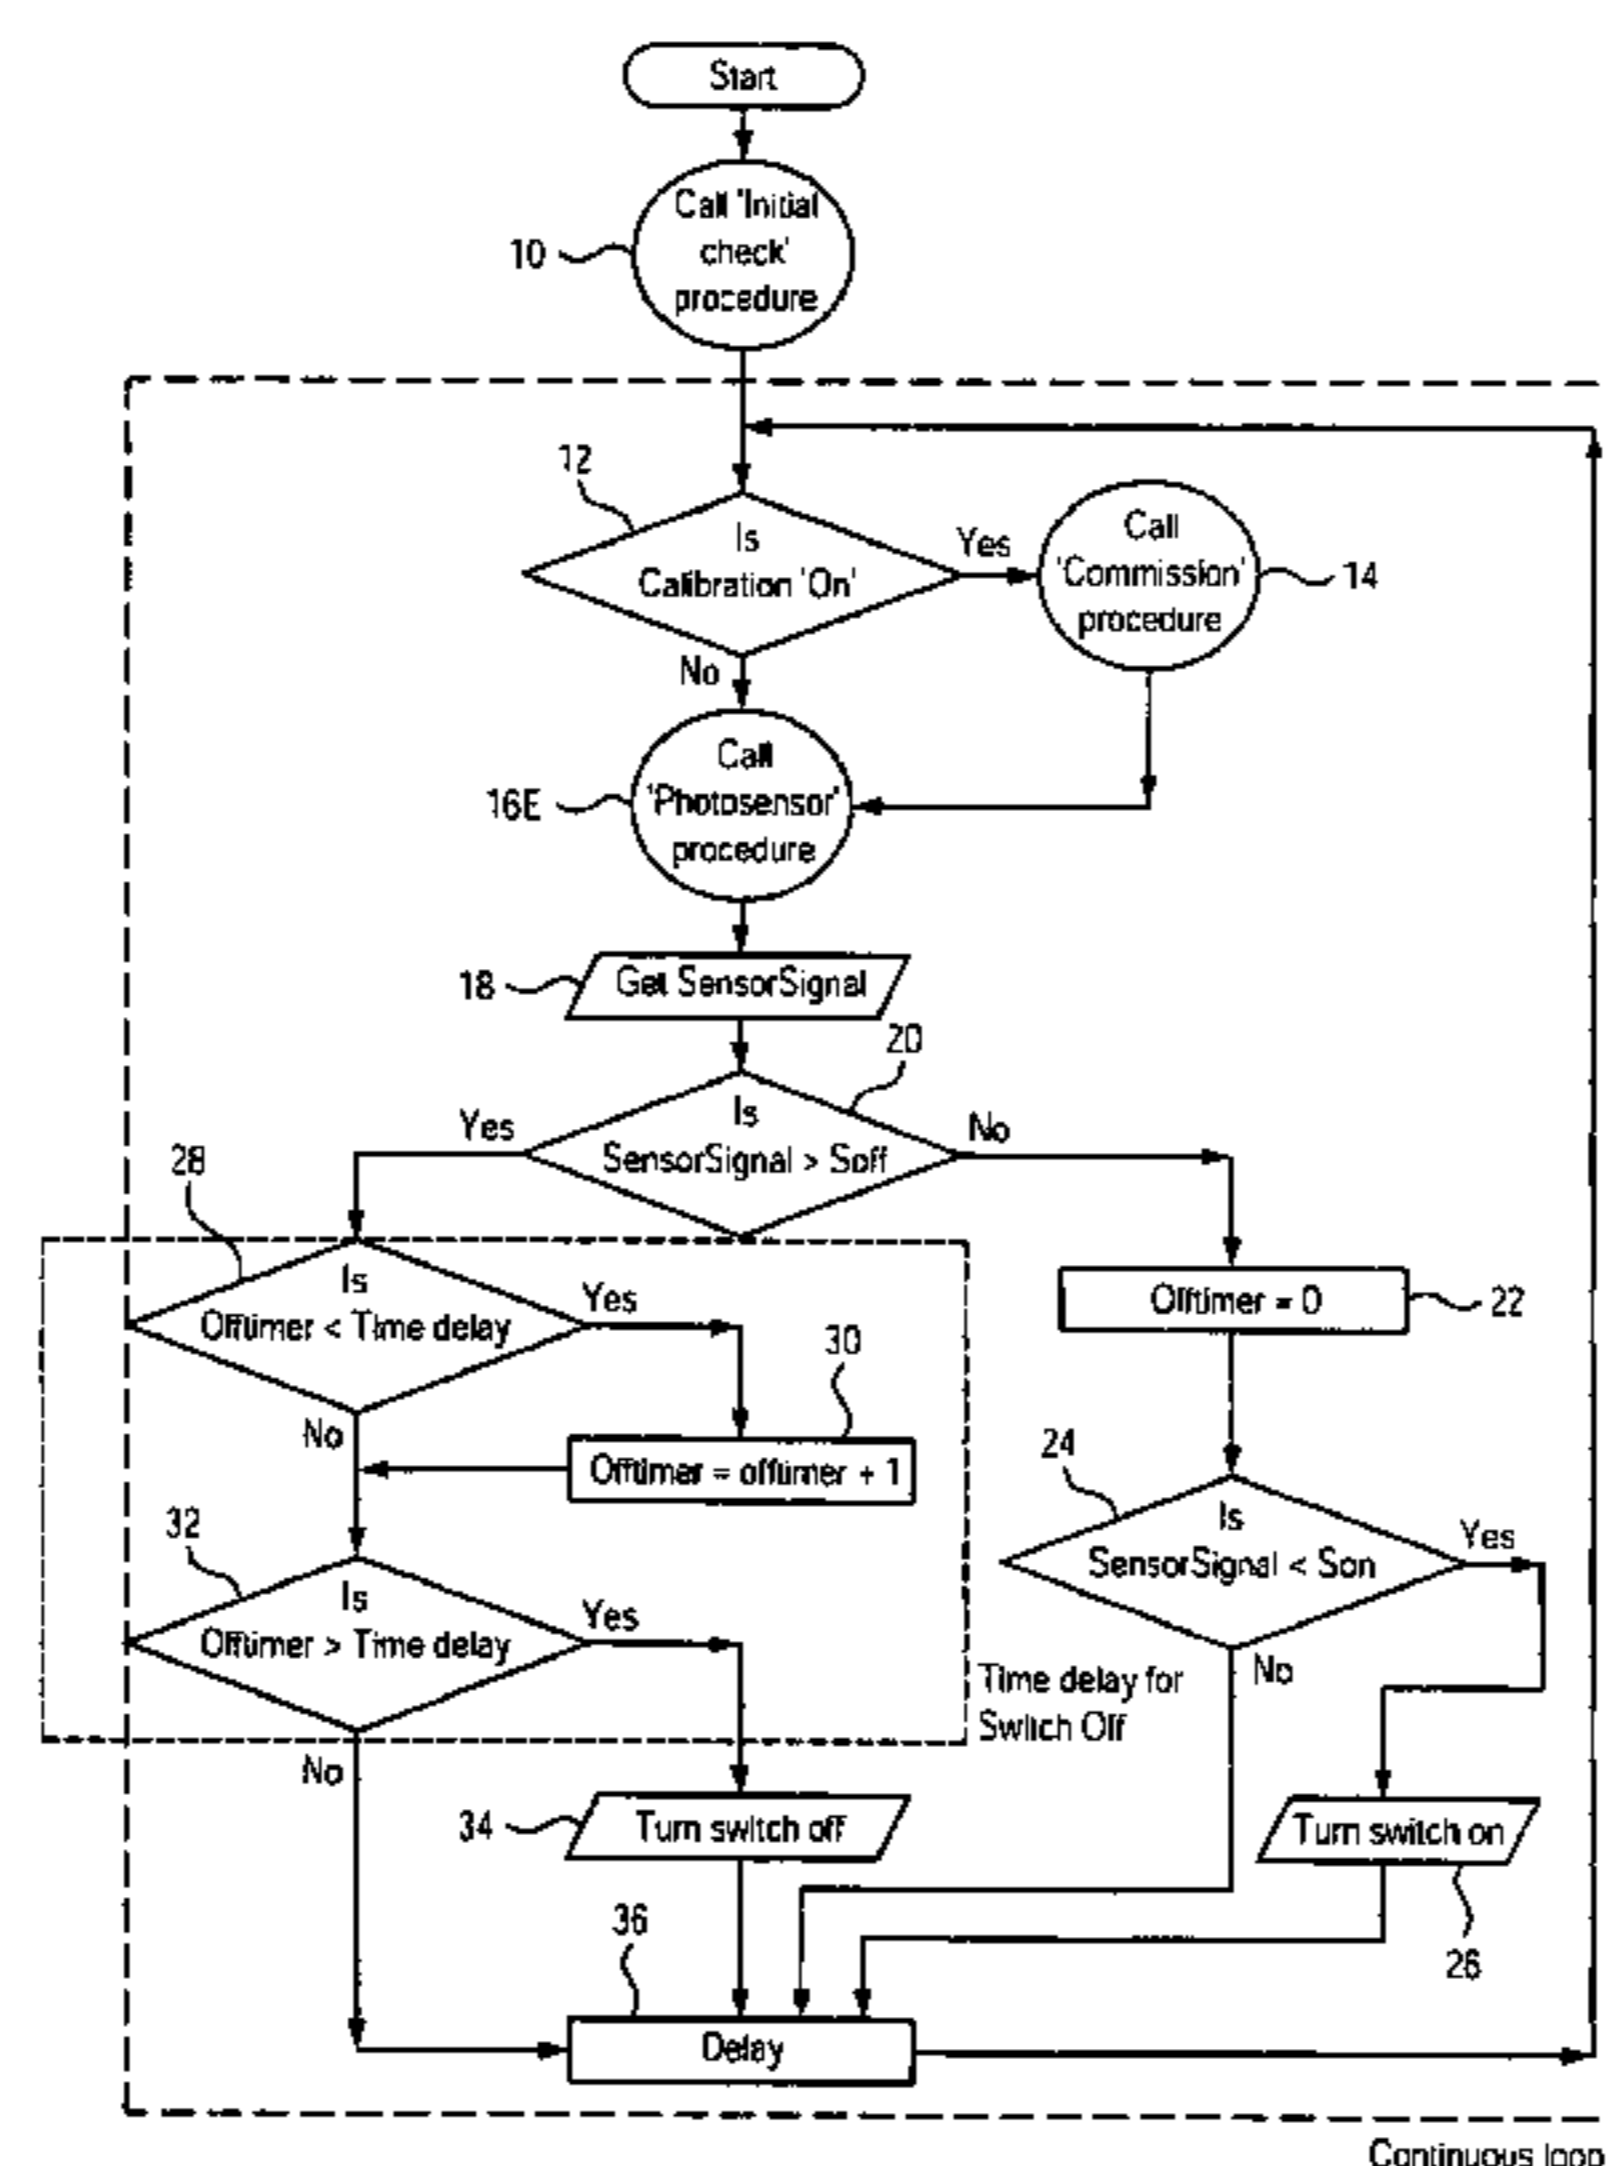 Start
Call 'Initial
check'
procedure
10
12
Is
Calibration 'On'
Yes
Call
'Commission'
procedure
14
No
Call
'Photosensor'
procedure
16E
18
Get SensorSignal
20
Is
SensorSignal > Soff
Yes
No
28
Is
Offtimer < Time delay
Yes
Offtimer = 0
22
30
No
Offtimer = offtimer + 1
24
Is
SensorSignal < Son
Yes
32
Is
Offtimer > Time delay
Yes
No
Time delay for
Switch Off
No
34
Turn switch off
Turn switch on
36
26
Delay
Continuous loop